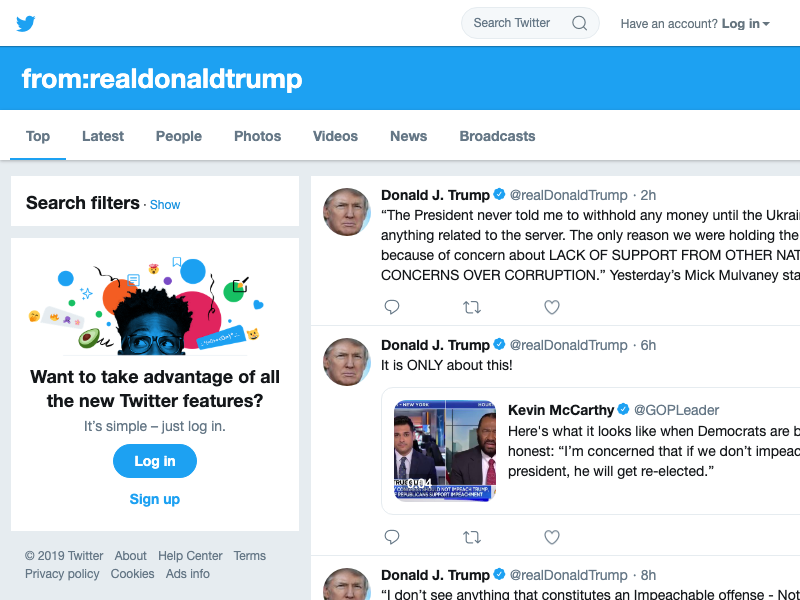 Search Twitter
Have an account? Log in
from:realdonaldtrump
Top Latest People Photos Videos News Broadcasts
Search filters · Show
Want to take advantage of all
the new Twitter features?
It's simple – just log in.
Log in
Sign up
© 2019 Twitter About Help Center Terms
Privacy policy Cookies Ads info
Donald J. Trump @realDonaldTrump · 2h
“The President never told me to withhold any money until the
anything related to the server. The only reason we were holding the
because of concern about LACK OF SUPPORT FROM OTHER
CONCERNS OVER CORRUPTION.” Yesterday’s Mick Mulvaney
Donald J. Trump @realDonaldTrump · 6h
It is ONLY about this!
NEW YORK
Kevin McCarthy @GOPLeader
Here's what it looks like when Democrats are
honest: “I’m concerned that if we don’t
president, he will get re-elected.”
Donald J. Trump @realDonaldTrump · 8h
“I don’t see anything that constitutes an Impeachable offense -